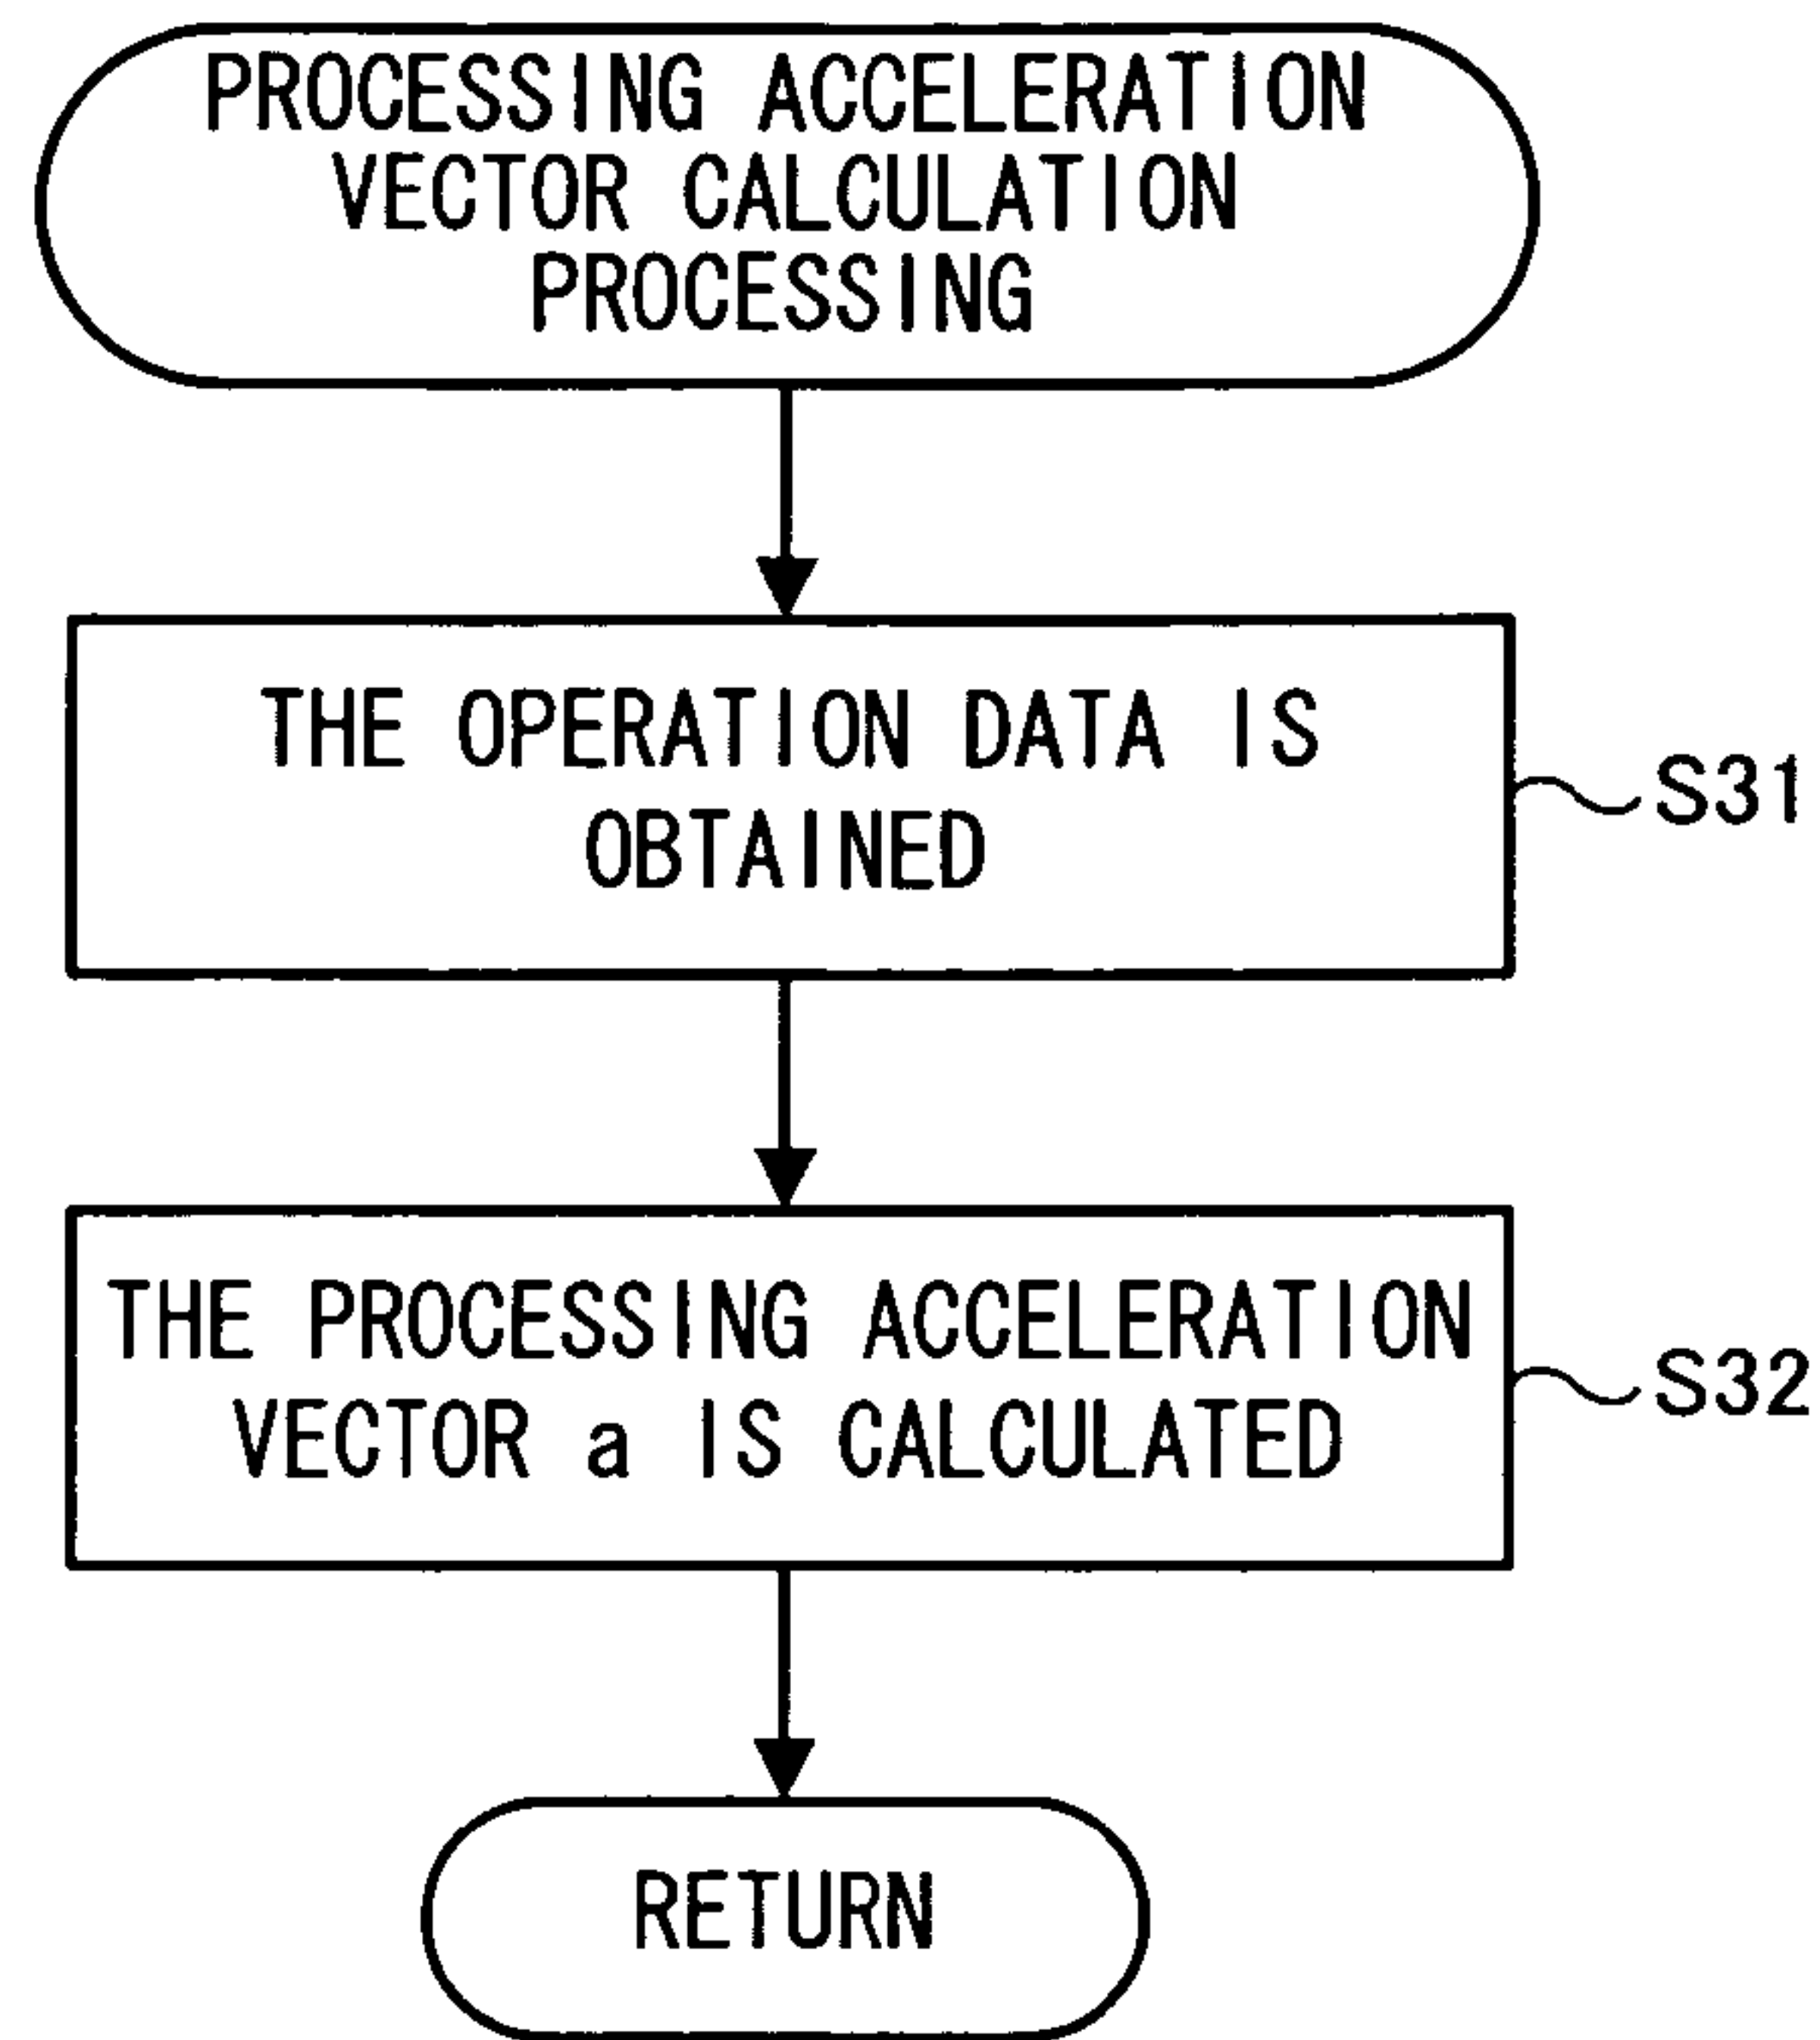 PROCESSING ACCELERATION
VECTOR CALCULATION
PROCESSING
THE OPERATION DATA IS
OBTAINED
S31
THE PROCESSING ACCELERATION
VECTOR a IS CALCULATED
S32
RETURN